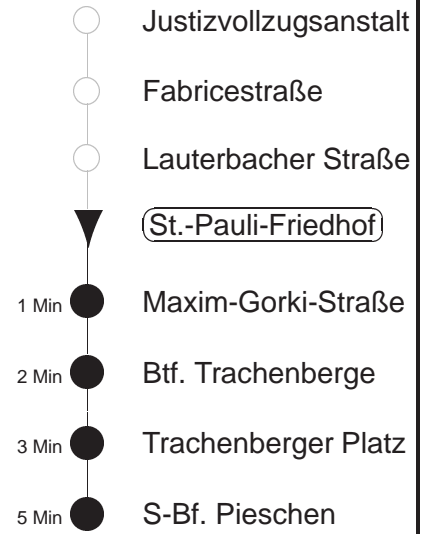 Justizvollzugsanstalt
Fabricestraße
Lauterbacher Straße
St.-Pauli-Friedhof
1 Min Maxim-Gorki-Straße
2 Min Btf. Trachenberge
3 Min Trachenberger Platz
5 Min S-Bf. Pieschen